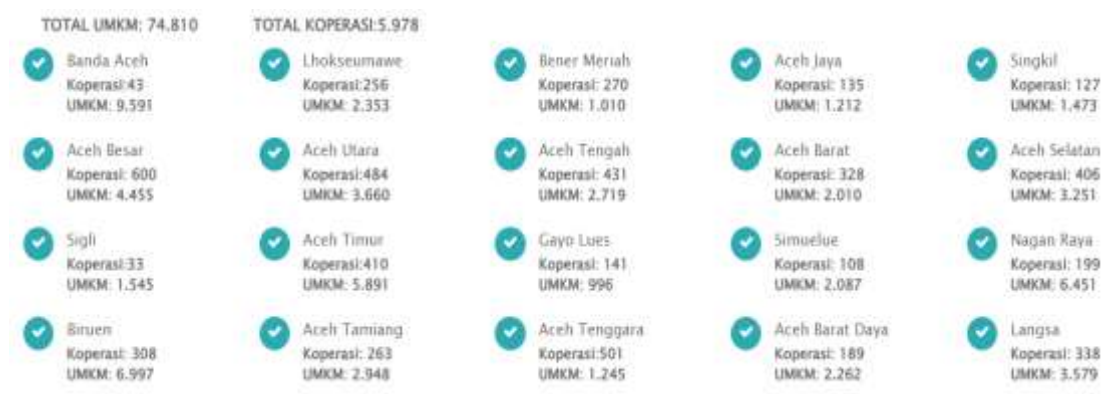 TOTAL UMKM: 74.810
TOTAL KOPERASI:5.978
Banda Aceh
Koperasi:43
UMKM: 9.591
Lhokseumawe
Koperasi:256
UMKM: 2.353
Bener Meriah
Koperasi: 270
UMKM: 1.010
Aceh Jaya
Koperasi: 135
UMKM: 1.212
Singkil
Koperasi: 127
UMKM: 1.473
Aceh Besar
Koperasi: 600
UMKM: 4.455
Aceh Utara
Koperasi:484
UMKM: 3.660
Aceh Tengah
Koperasi: 431
UMKM: 2.719
Aceh Barat
Koperasi: 328
UMKM: 2.010
Aceh Selatan
Koperasi: 406
UMKM: 3.251
Sigli
Koperasi:33
UMKM: 1.545
Aceh Timur
Koperasi:410
UMKM: 5.891
Gayo Lues
Koperasi: 141
UMKM: 996
Simuelue
Koperasi: 108
UMKM: 2.087
Nagan Raya
Koperasi: 199
UMKM: 6.451
Biruen
Koperasi: 308
UMKM: 6.997
Aceh Tamiang
Koperasi: 263
UMKM: 2.948
Aceh Tenggara
Koperasi:501
UMKM: 1.245
Aceh Barat Daya
Koperasi: 189
UMKM: 2.262
Langsa
Koperasi: 338
UMKM: 3.579